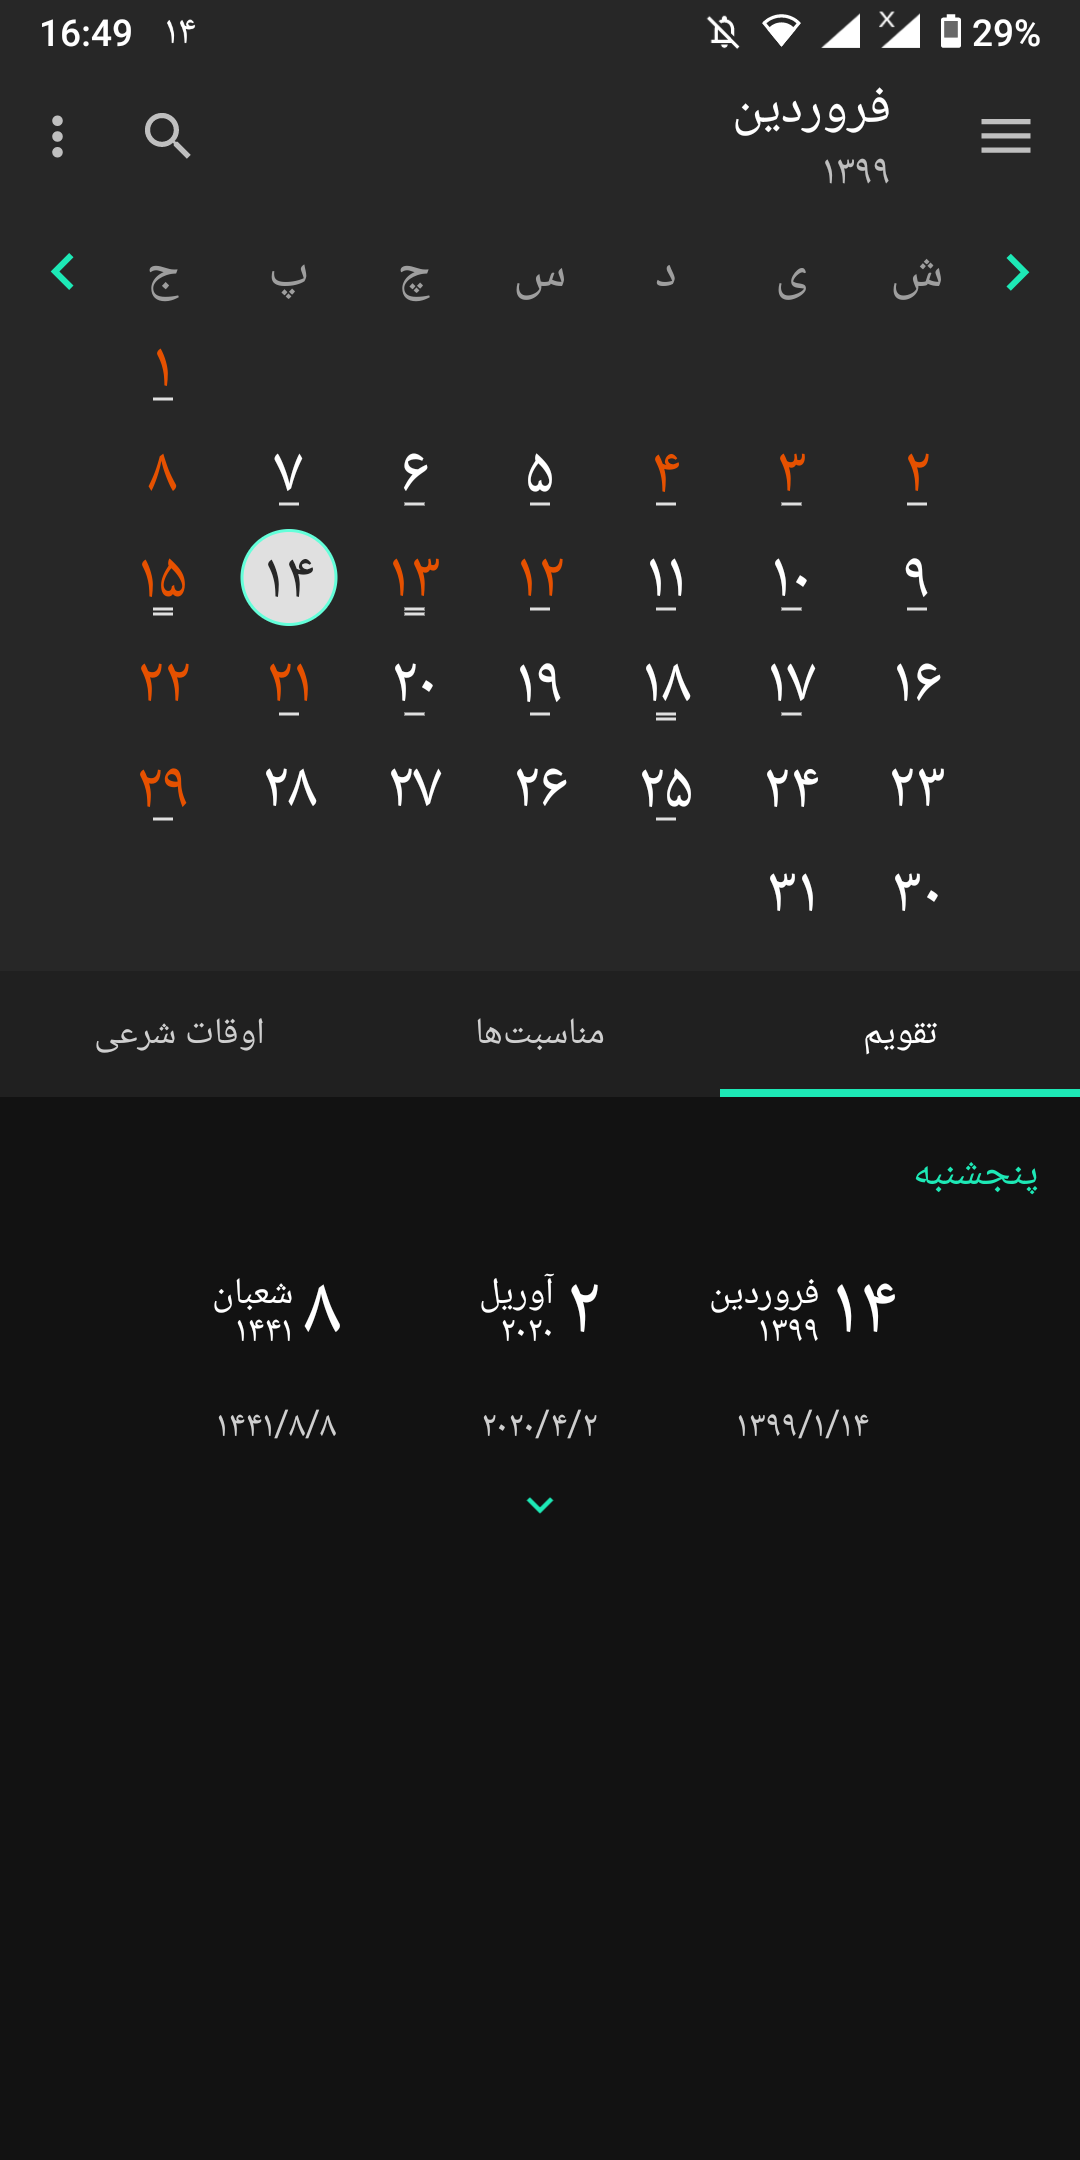 16:49 ۱۴ 29%
فروردین
۱۳۹۹
ش ی د س چ پ ج
۱
۲ ۳ ۴ ۵ ۶ ۷ ۸
۹ ۱۰ ۱۱ ۱۲ ۱۳ ۱۴ ۱۵
۱۶ ۱۷ ۱۸ ۱۹ ۲۰ ۲۱ ۲۲
۲۳ ۲۴ ۲۵ ۲۶ ۲۷ ۲۸ ۲۹
۳۰ ۳۱
تقویم مناسبت‌ها اوقات شرعی
پنجشنبه
۱۴ فروردین ۱۳۹۹
۲ آوریل ۲۰۲۰
۸ شعبان ۱۴۴۱
۱۳۹۹/۱/۱۴ ۲۰۲۰/۴/۲ ۱۴۴۱/۸/۸